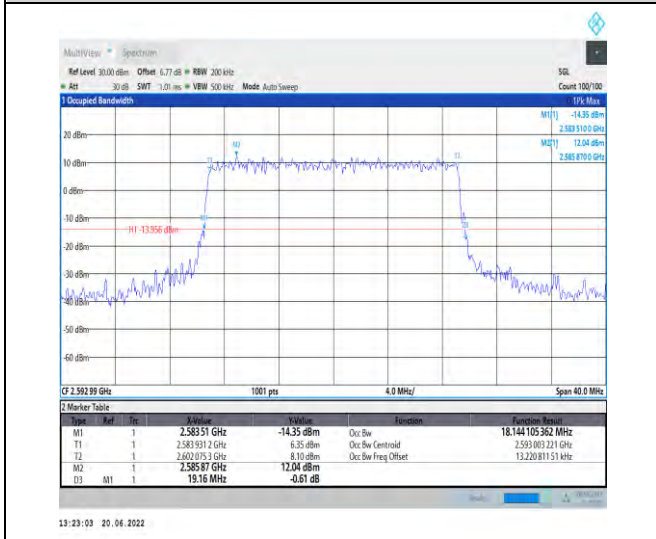 MultiView Spectrum
Ref Level 30.00 dBm Offset 6.77 dB RBW 200 kHz SGL
Att 30 dB SWT 1.01 ms VBW 500 kHz Mode Auto Sweep Count 100/100
1 Occupied Bandwidth 1Pk Max
M1[1] -14.35 dBm
2.583 510 0 GHz
M2[1] 12.04 dBm
2.585 870 0 GHz
20 dBm
10 dBm
0 dBm
-10 dBm
H1 -13.956 dBm
-20 dBm
-30 dBm
-40 dBm
-50 dBm
-60 dBm
M2
T1
T2
M1
D3
CF 2.592 99 GHz 1001 pts 4.0 MHz/ Span 40.0 MHz
2 Marker Table
Type Ref Trc X-Value Y-Value Function Function Result
M1 1 2.583 51 GHz -14.35 dBm Occ Bw 18.144 105 362 MHz
T1 1 2.583 931 2 GHz 6.35 dBm Occ Bw Centroid 2.593 003 221 GHz
T2 1 2.602 075 3 GHz 8.10 dBm Occ Bw Freq Offset 13.220 811 51 kHz
M2 1 2.585 87 GHz 12.04 dBm
D3 M1 1 19.16 MHz -0.61 dB
13:23:03 20.06.2022